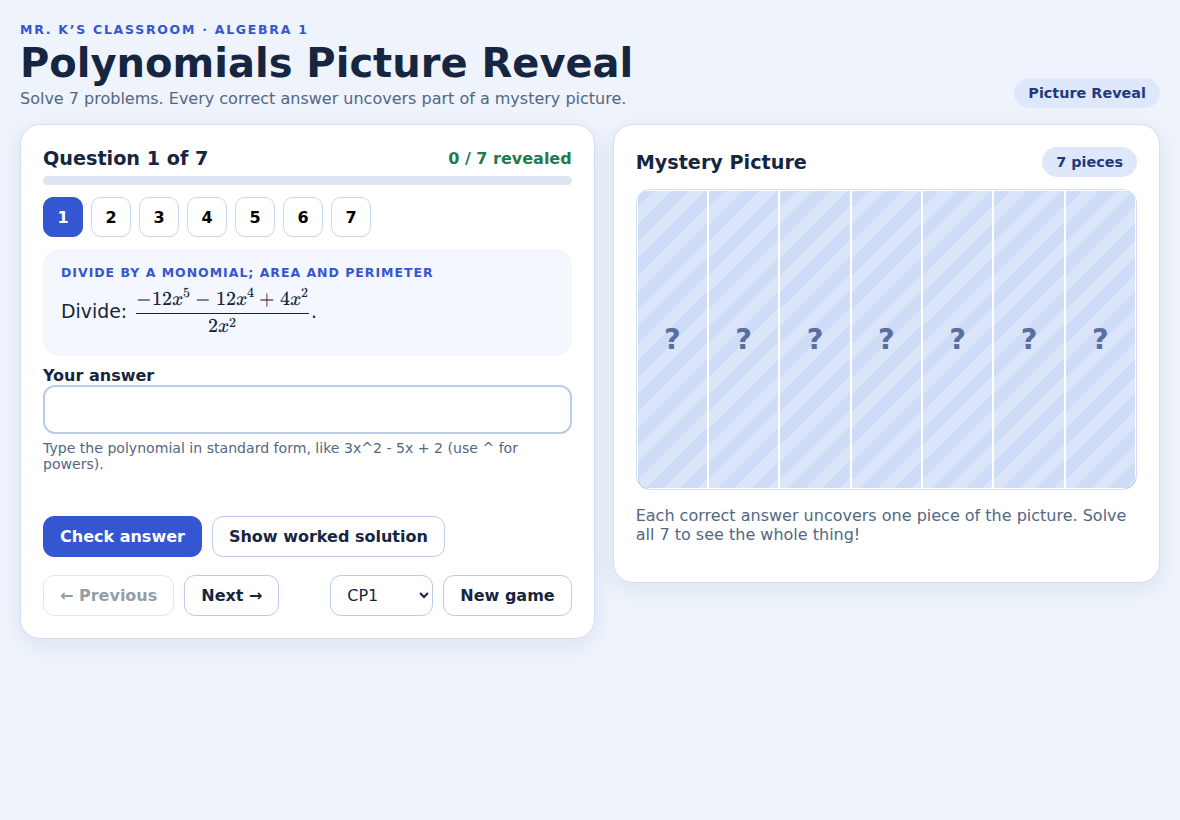 MR. K’S CLASSROOM · ALGEBRA 1
Polynomials Picture Reveal
Solve 7 problems. Every correct answer uncovers part of a mystery picture.
Picture Reveal
Question 1 of 7
0 / 7 revealed
1 2 3 4 5 6 7
DIVIDE BY A MONOMIAL; AREA AND PERIMETER
Divide: \frac{-12x^5 - 12x^4 + 4x^2}{2x^2}.
Your answer
Type the polynomial in standard form, like 3x^2 - 5x + 2 (use ^ for
powers).
Check answer
Show worked solution
← Previous
Next →
CP1
New game
Mystery Picture
7 pieces
? ? ? ? ? ? ?
Each correct answer uncovers one piece of the picture. Solve
all 7 to see the whole thing!